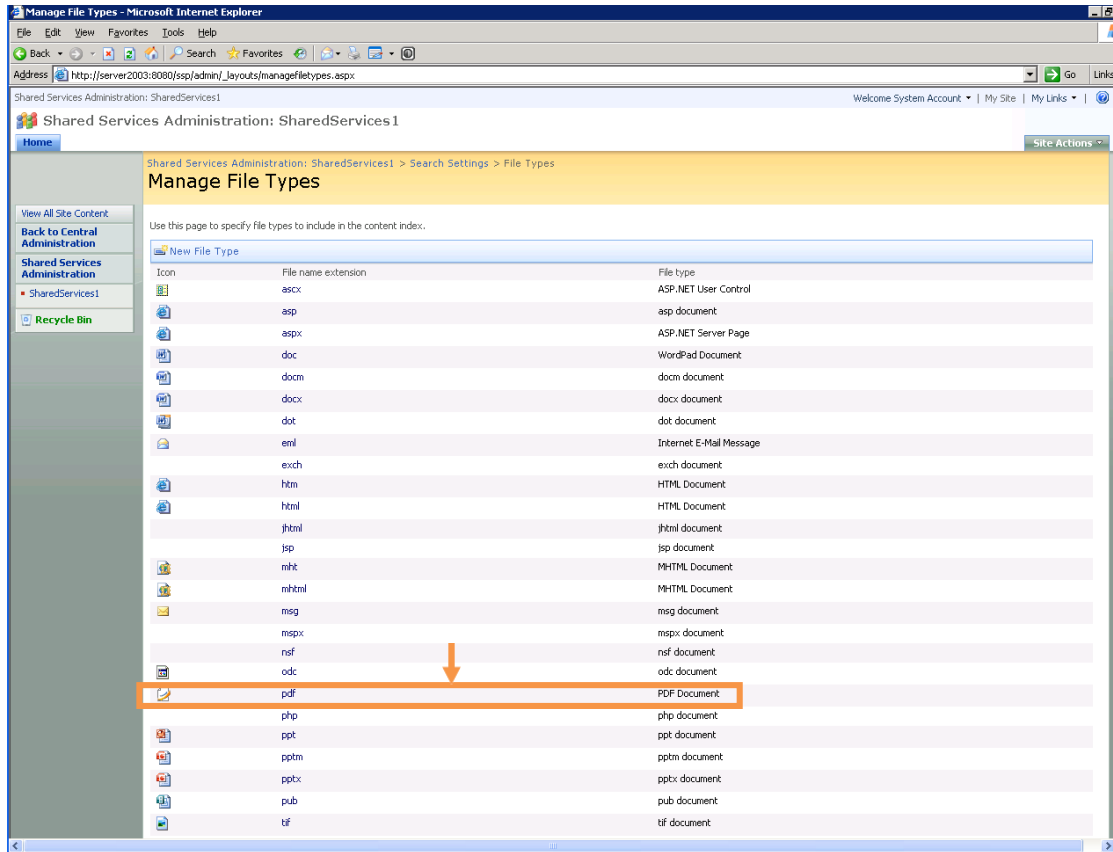 Manage File Types - Microsoft Internet Explorer
File Edit View Favorites Tools Help
Back Search Favorites
Address http://server2003:8080/ssp/admin/_layouts/managefiletypes.aspx Go Links
Shared Services Administration: SharedServices1 Welcome System Account | My Site | My Links |
Shared Services Administration: SharedServices1
Home Site Actions
Shared Services Administration: SharedServices1 > Search Settings > File Types
Manage File Types
View All Site Content
Back to Central
Administration
Shared Services
Administration
SharedServices1
Recycle Bin
Use this page to specify file types to include in the content index.
New File Type
Icon File name extension File type
ascx ASP.NET User Control
asp asp document
aspx ASP.NET Server Page
doc WordPad Document
docm docm document
docx docx document
dot dot document
eml Internet E-Mail Message
exch exch document
htm HTML Document
html HTML Document
jhtml jhtml document
jsp jsp document
mht MHTML Document
mhtml MHTML Document
msg msg document
mspx mspx document
nsf nsf document
odc odc document
pdf PDF Document
php php document
ppt ppt document
pptm pptm document
pptx pptx document
pub pub document
tif tif document